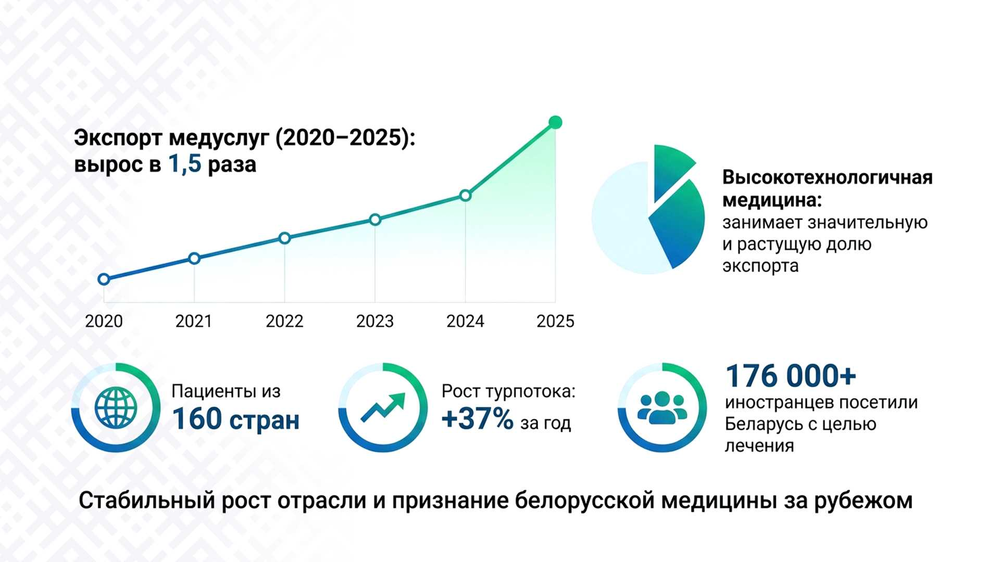 Экспорт медуслуг (2020–2025):
вырос в 1,5 раза
2020
2021
2022
2023
2024
2025
Высокотехнологичная
медицина:
занимает значительную
и растущую долю
экспорта
Пациенты из
160 стран
Рост турпотока:
+37% за год
176 000+
иностранцев посетили
Беларусь с целью
лечения
Стабильный рост отрасли и признание белорусской медицины за рубежом